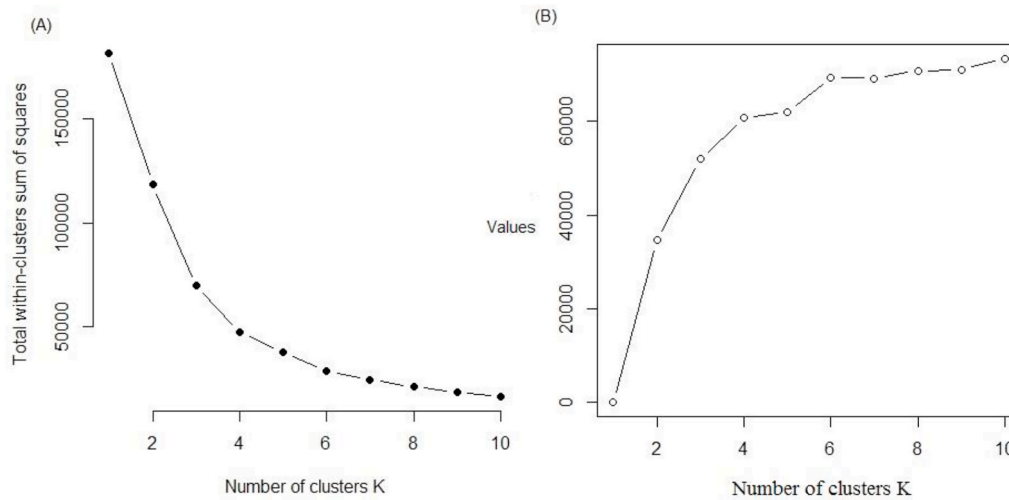 (A)
Total within-clusters sum of squares
150000
100000
50000
2 4 6 8 10
Number of clusters K
(B)
Values
60000
40000
20000
0
2 4 6 8 10
Number of clusters K